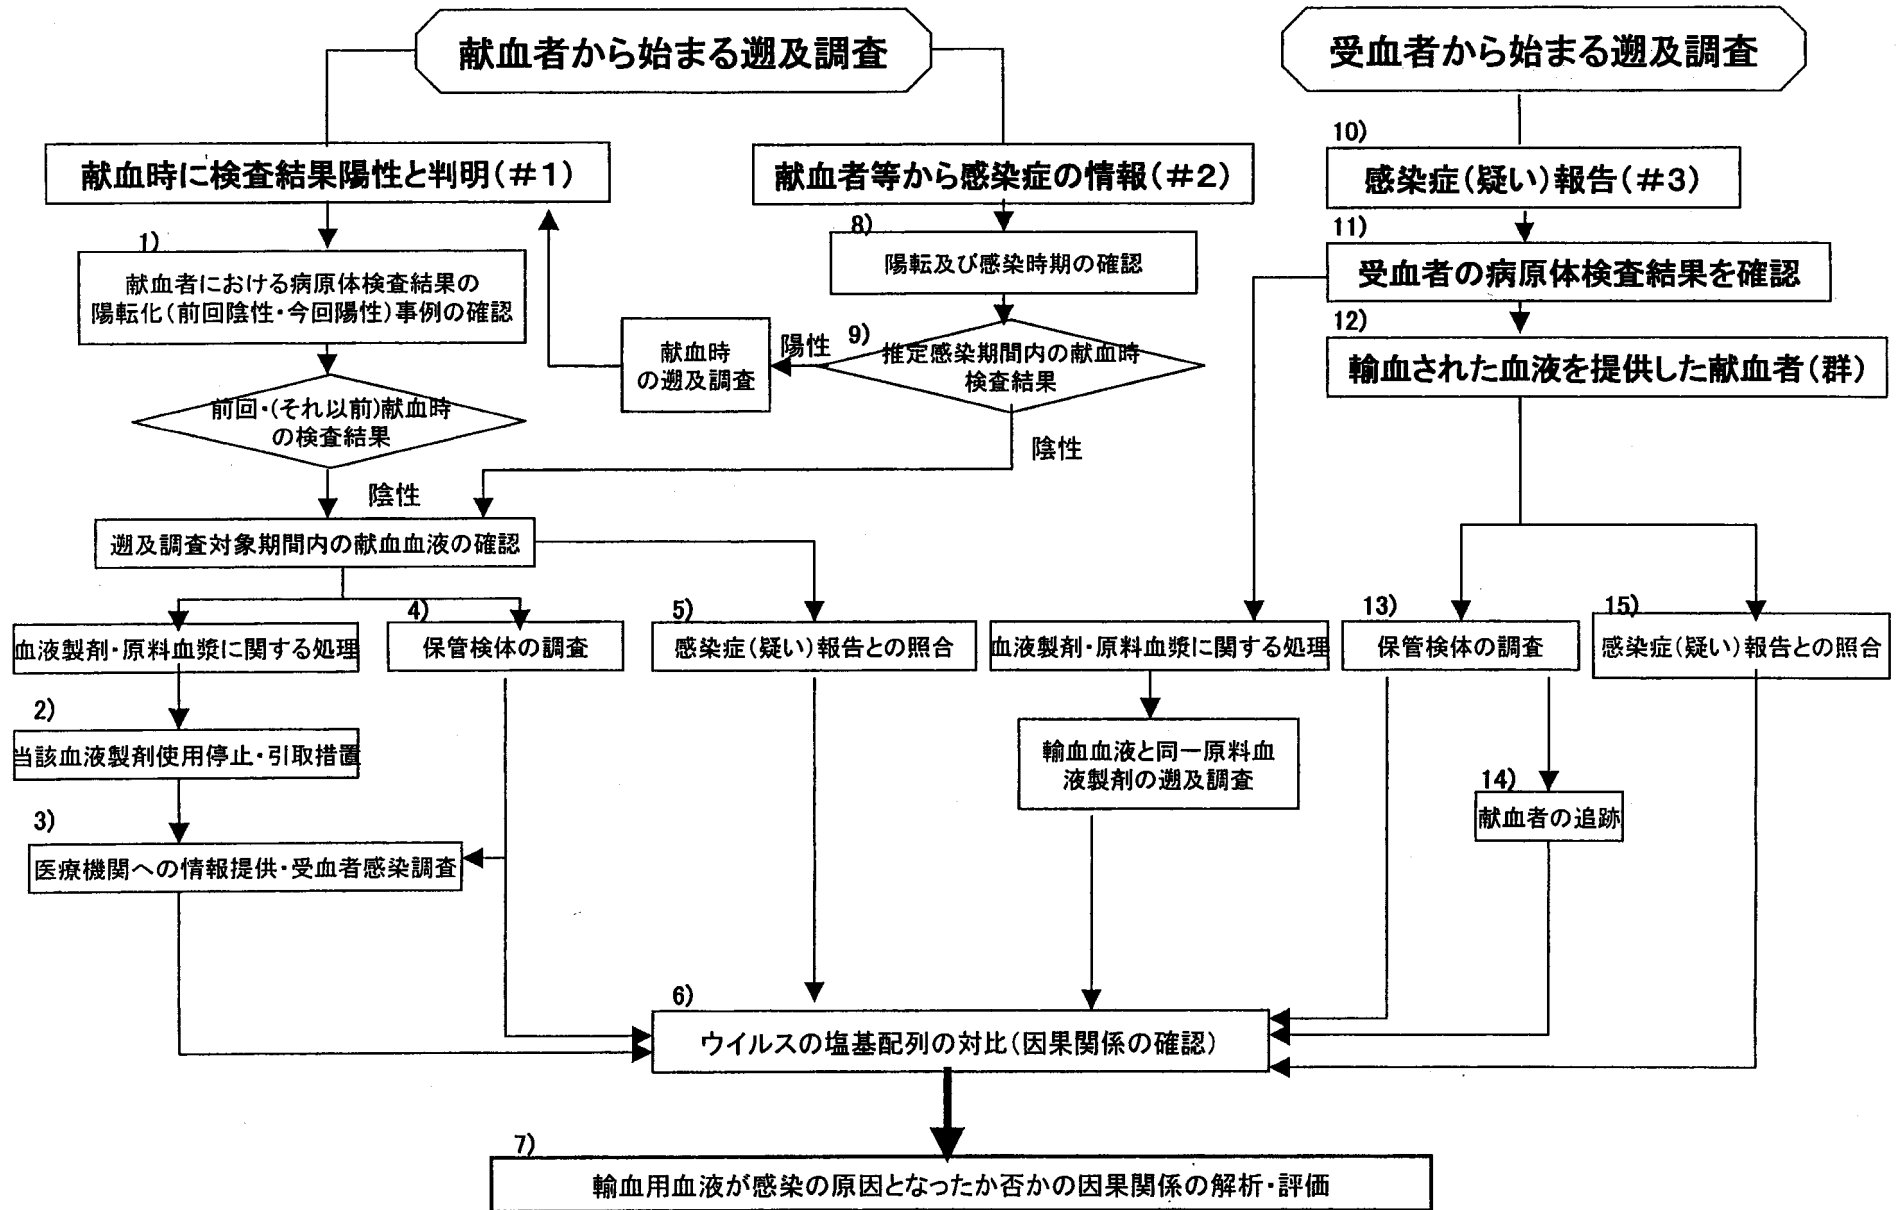 献血者から始まる遡及調査
受血者から始まる遡及調査
献血時に検査結果陽性と判明(#1)
献血者等から感染症の情報(#2)
10)
感染症(疑い)報告(#3)
1)
献血者における病原体検査結果の
陽転化(前回陰性・今回陽性)事例の確認
8)
陽転及び感染時期の確認
11)
受血者の病原体検査結果を確認
前回・(それ以前)献血時
の検査結果
陰性
献血時
の遡及調査
陽性
9)
推定感染期間内の献血時
検査結果
陰性
12)
輸血された血液を提供した献血者(群)
遡及調査対象期間内の献血血液の確認
血液製剤・原料血漿に関する処理
4)
保管検体の調査
5)
感染症(疑い)報告との照合
血液製剤・原料血漿に関する処理
13)
保管検体の調査
15)
感染症(疑い)報告との照合
2)
当該血液製剤使用停止・引取措置
輸血血液と同一原料血
液製剤の遡及調査
14)
献血者の追跡
3)
医療機関への情報提供・受血者感染調査
6)
ウイルスの塩基配列の対比(因果関係の確認)
7)
輸血用血液が感染の原因となったか否かの因果関係の解析・評価